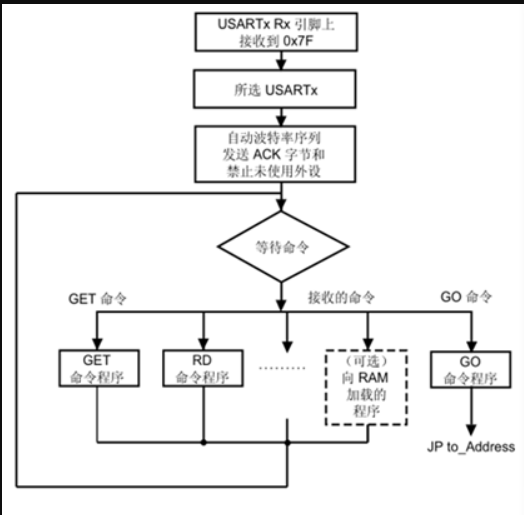 USARTx Rx 引脚上
接收到 0x7F
所选 USARTx
自动波特率序列
发送 ACK 字节和
禁止未使用外设
等待命令
GET 命令
接收的命令
GO 命令
GET
命令程序
RD
命令程序
.........
（可选）
向 RAM
加载的
程序
GO
命令程序
JP to_Address